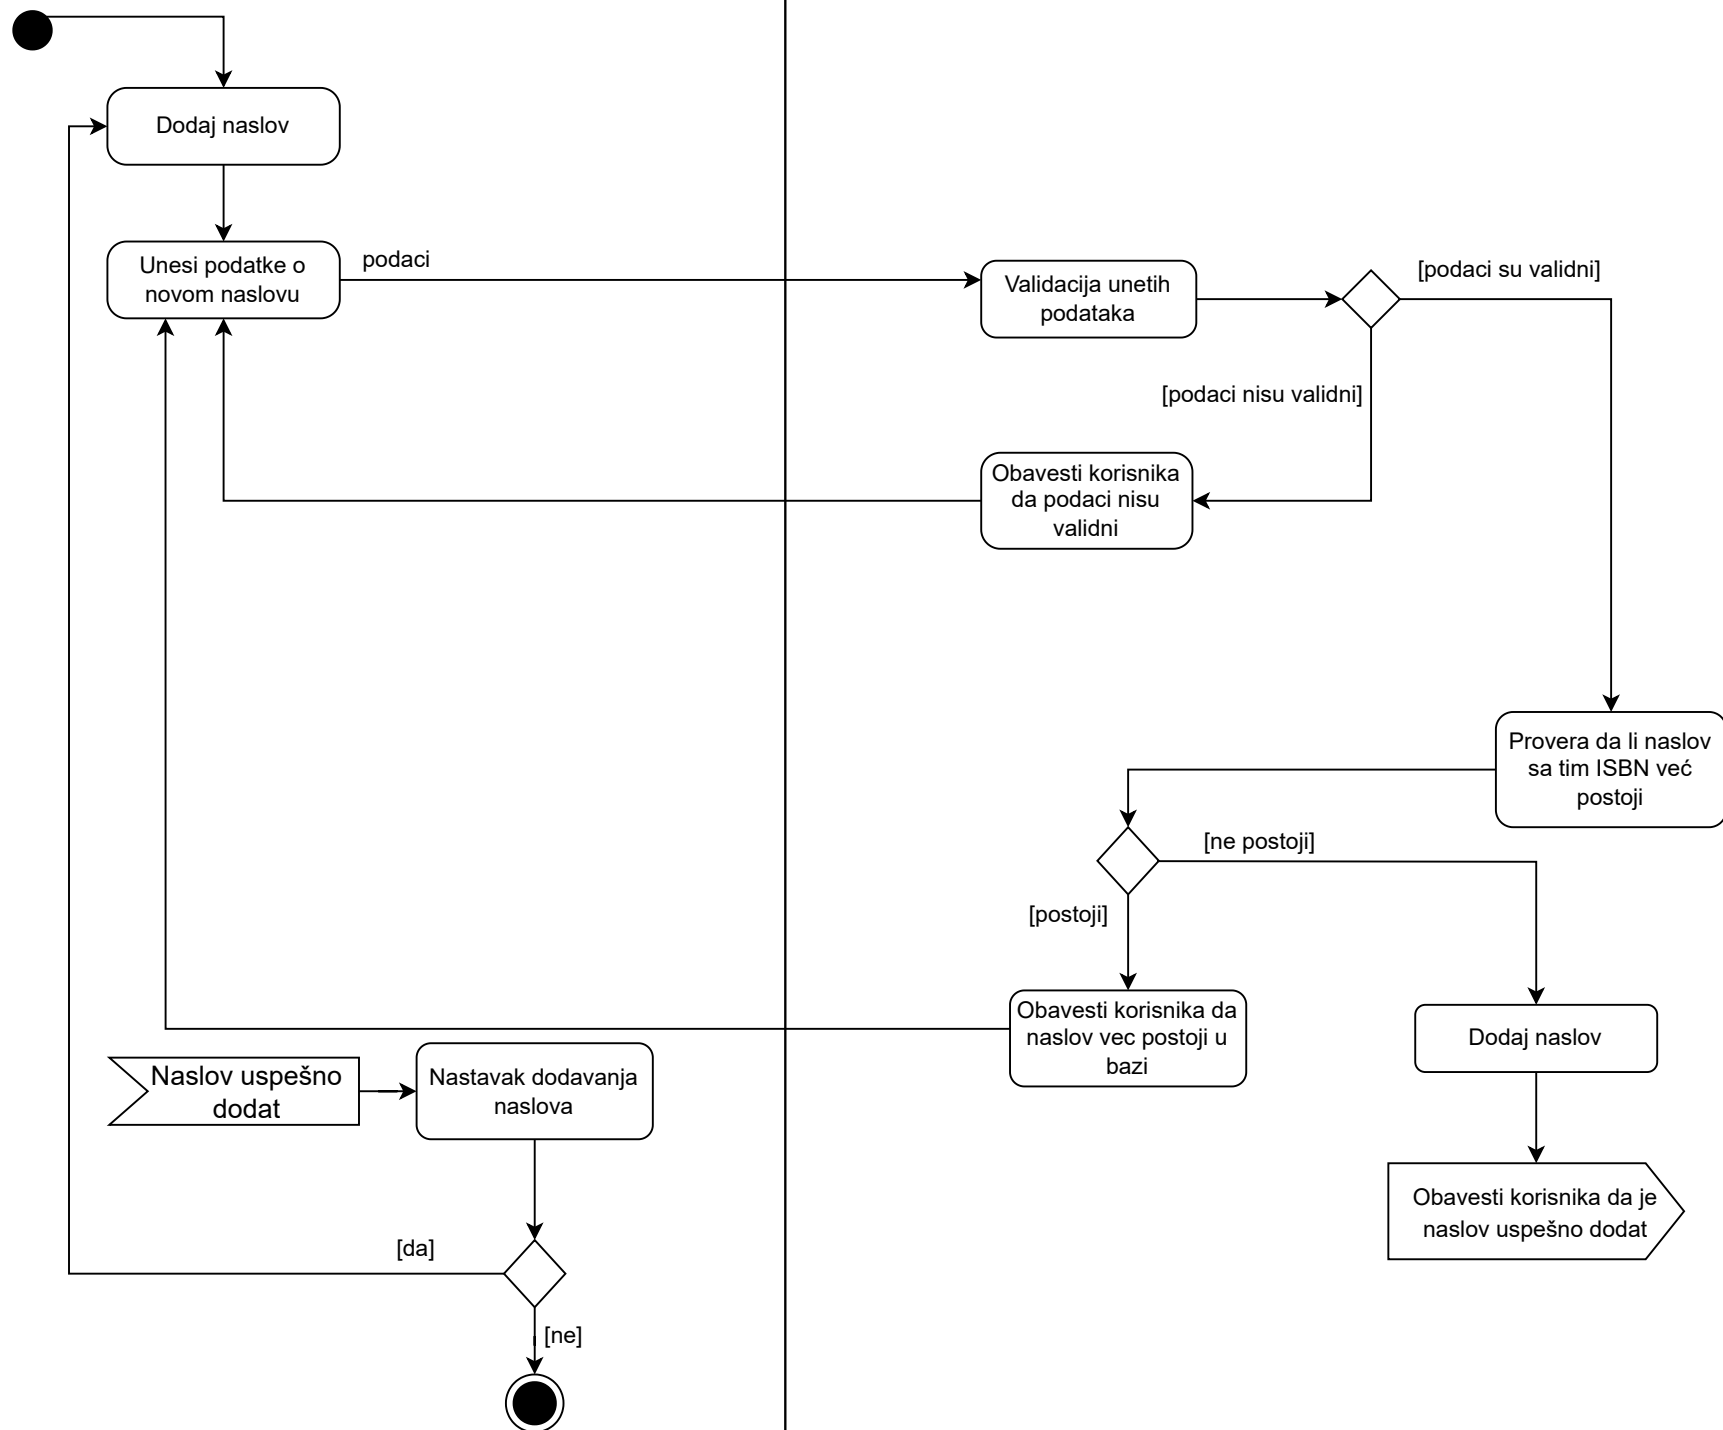 Dodaj naslov
Unesi podatke o
novom naslovu
podaci
Validacija unetih
podataka
[podaci su validni]
[podaci nisu validni]
Obavesti korisnika
da podaci nisu
validni
Provera da li naslov
sa tim ISBN već
postoji
[ne postoji]
[postoji]
Obavesti korisnika da
naslov vec postoji u
bazi
Dodaj naslov
Naslov uspešno
dodat
Nastavak dodavanja
naslova
Obavesti korisnika da je
naslov uspešno dodat
[da]
[ne]